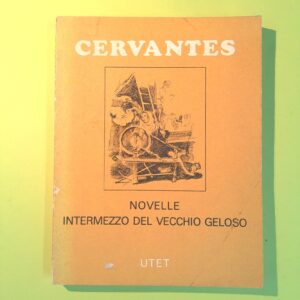 CERVANTES
NOVELLE
INTERMEZZO DEL VECCHIO GELOSO
UTET